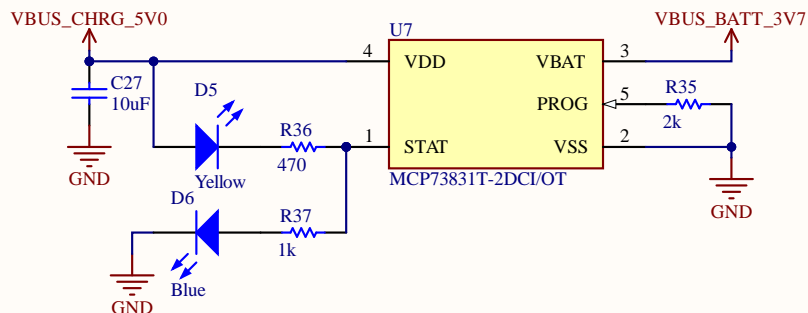 VBUS_CHRG_5V0
VBUS_BATT_3V7
U7
4
VDD
VBAT
3
C27
10uF
D5
PROG
5
R35
2k
R36
470
1
STAT
VSS
2
GND
Yellow
MCP73831T-2DCI/OT
D6
R37
1k
GND
Blue
GND